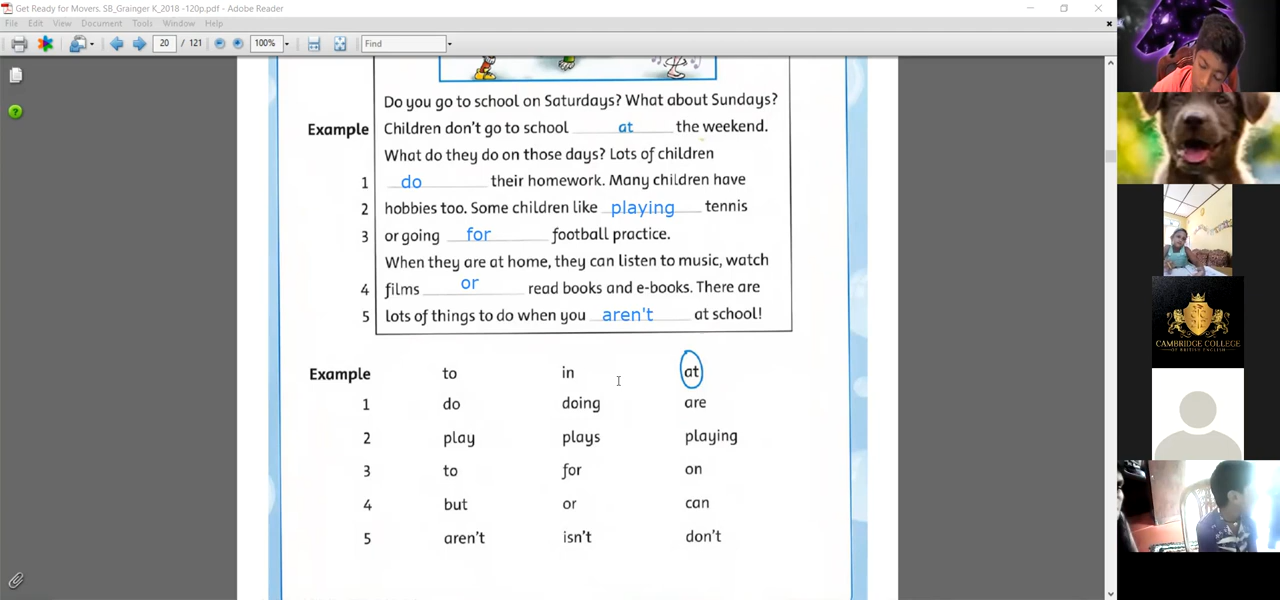 Get Ready for Movers. SB_Grainger K_2018 -120p.pdf - Adobe Reader
File Edit View Document Tools Window Help
20 / 121 100% Find
Do you go to school on Saturdays? What about Sundays?
Example Children don't go to school at the weekend.
What do they do on those days? Lots of children
1 do their homework. Many children have
2 hobbies too. Some children like playing tennis
3 or going for football practice.
When they are at home, they can listen to music, watch
4 films or read books and e-books. There are
5 lots of things to do when you aren't at school!
Example to in at
1 do doing are
2 play plays playing
3 to for on
4 but or can
5 aren't isn't don't
CAMBRIDGE COLLEGE
OF BRITISH ENGLISH